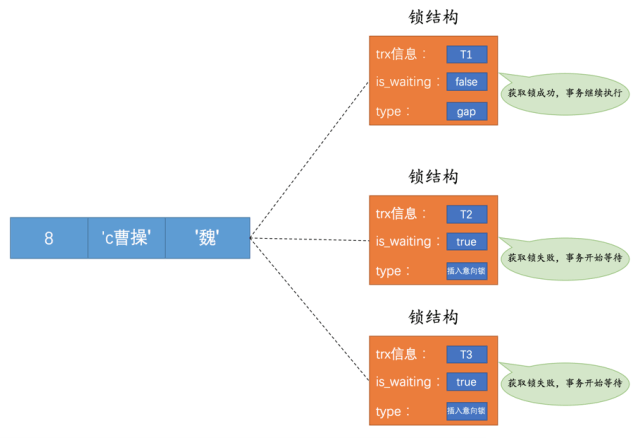 锁结构
trx信息： T1
is_waiting： false
type： gap
获取锁成功，事务继续执行
8 'c曹操' '魏'
锁结构
trx信息： T2
is_waiting： true
type： 插入意向锁
获取锁失败，事务开始等待
锁结构
trx信息： T3
is_waiting： true
type： 插入意向锁
获取锁失败，事务开始等待